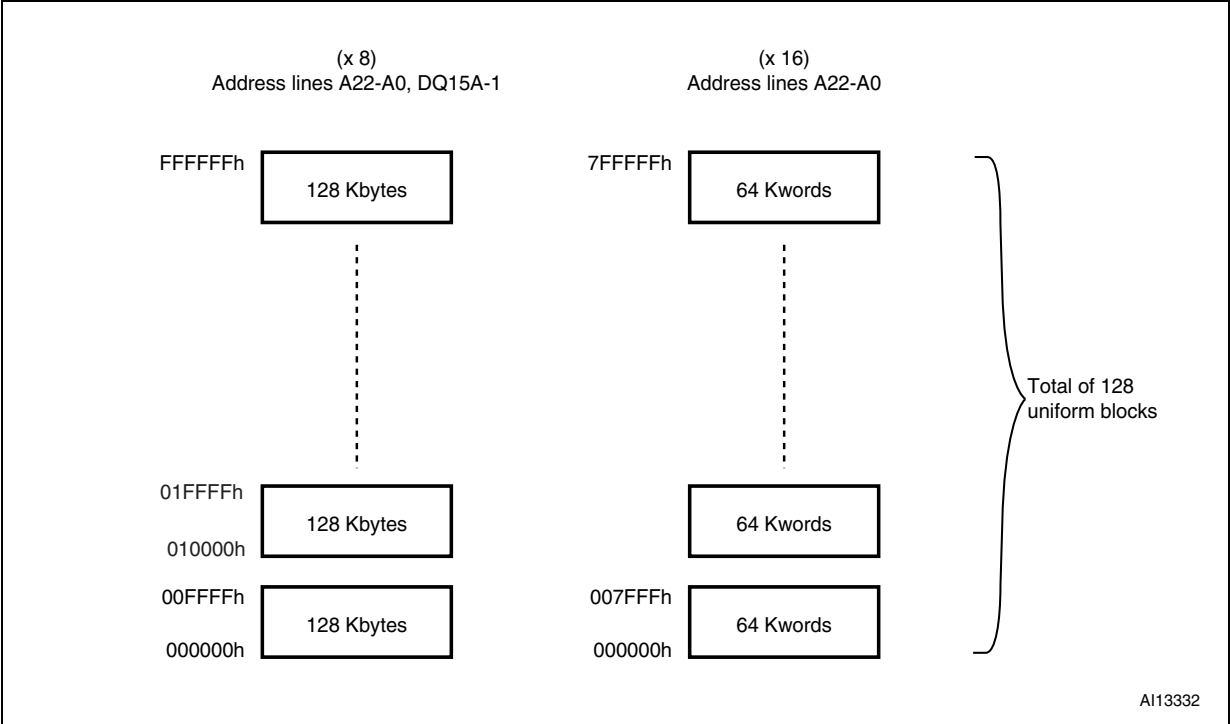 (x 8)
Address lines A22-A0, DQ15A-1
(x 16)
Address lines A22-A0
FFFFFFh
128 Kbytes
7FFFFFh
64 Kwords
Total of 128
uniform blocks
01FFFFh
128 Kbytes
010000h
64 Kwords
00FFFFh
128 Kbytes
000000h
007FFFh
64 Kwords
000000h
AI13332